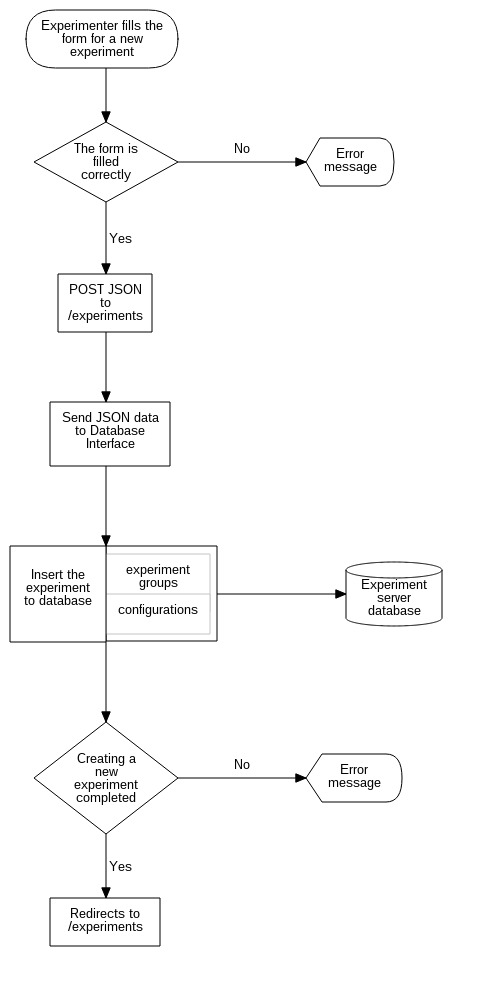 Experimenter fills the
form for a new
experiment
The form is
filled
correctly
No
Error
message
Yes
POST JSON
to
/experiments
Send JSON data
to Database
Interface
Insert the
experiment
to database
experiment
groups
configurations
Experiment
server
database
Creating a
new
experiment
completed
No
Error
message
Yes
Redirects to
/experiments